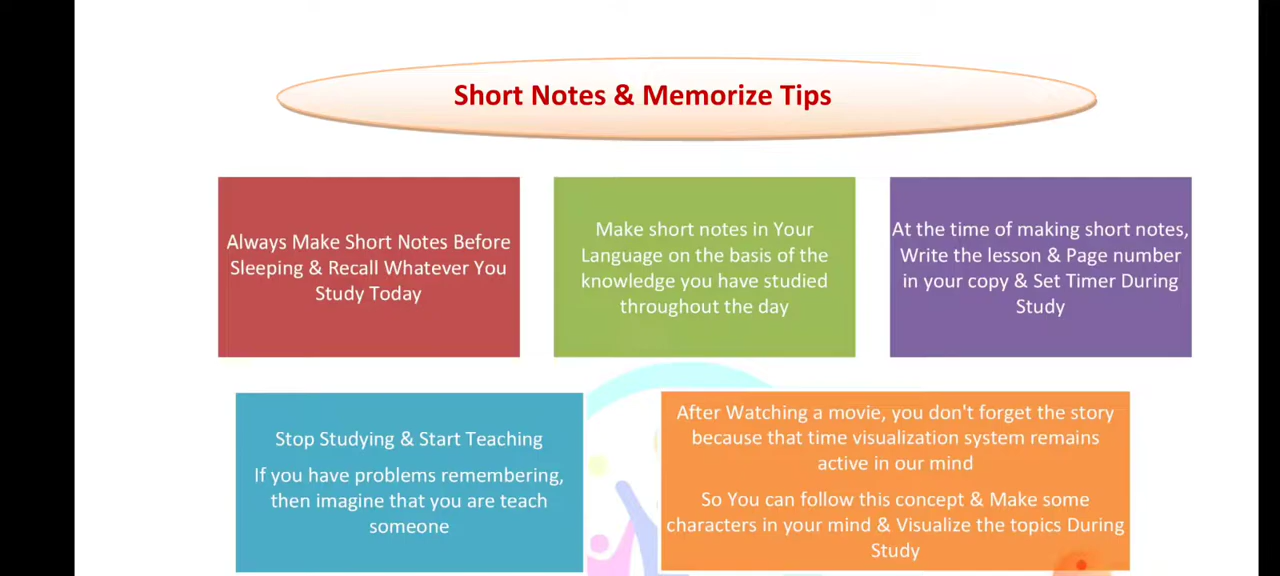 Short Notes & Memorize Tips
Always Make Short Notes Before
Sleeping & Recall Whatever You
Study Today
Make short notes in Your
Language on the basis of the
knowledge you have studied
throughout the day
At the time of making short notes,
Write the lesson & Page number
in your copy & Set Timer During
Study
Stop Studying & Start Teaching
If you have problems remembering,
then imagine that you are teach
someone
After Watching a movie, you don't forget the story
because that time visualization system remains
active in our mind
So You can follow this concept & Make some
characters in your mind & Visualize the topics During
Study